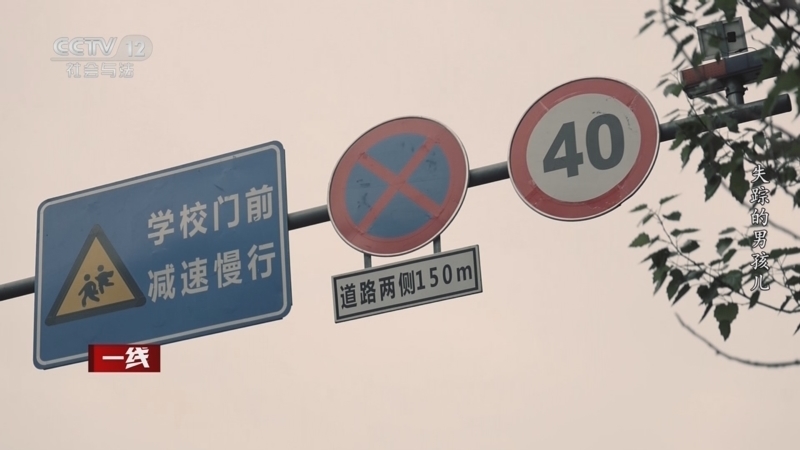 CCTV 12
社会与法
学校门前
减速慢行
道路两侧150m
40
失踪的男孩儿
一线